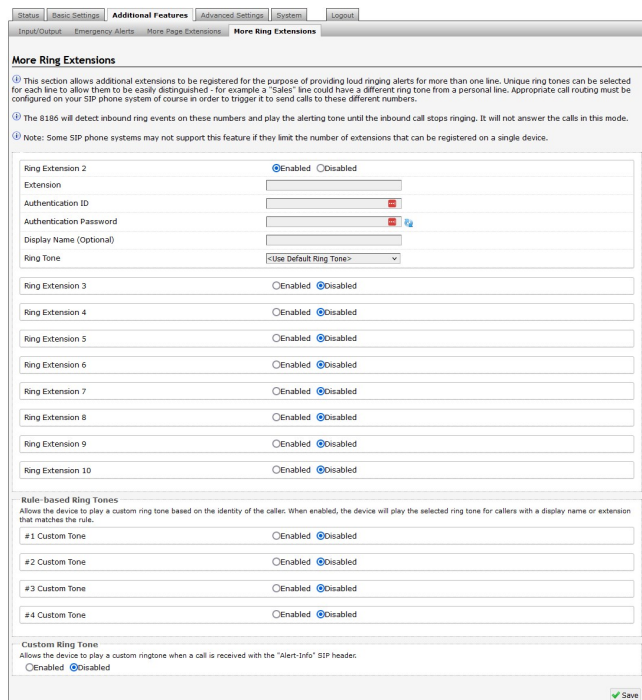 Status Basic Settings Additional Features Advanced Settings System Logout
Input/Output Emergency Alerts More Page Extensions More Ring Extensions
More Ring Extensions
This section allows additional extensions to be registered for the purpose of providing loud ringing alerts for more than one line. Unique ring tones can be selected
for each line to allow them to be easily distinguished - for example a "Sales" line could have a different ring tone from a personal line. Appropriate call routing must be
configured on your SIP phone system of course in order to trigger it to send calls to these different numbers.
The 8186 will detect inbound ring events on these numbers and play the alerting tone until the inbound call stops ringing. It will not answer the calls in this mode.
Note: Some SIP phone systems may not support this feature if they limit the number of extensions that can be registered on a single device.
Ring Extension 2 Enabled Disabled
Extension
Authentication ID
Authentication Password
Display Name (Optional)
Ring Tone <Use Default Ring Tone>
Ring Extension 3 Enabled Disabled
Ring Extension 4 Enabled Disabled
Ring Extension 5 Enabled Disabled
Ring Extension 6 Enabled Disabled
Ring Extension 7 Enabled Disabled
Ring Extension 8 Enabled Disabled
Ring Extension 9 Enabled Disabled
Ring Extension 10 Enabled Disabled
Rule-based Ring Tones
Allows the device to play a custom ring tone based on the identity of the caller. When enabled, the device will play the selected ring tone for callers with a display name or extension
that matches the rule.
#1 Custom Tone Enabled Disabled
#2 Custom Tone Enabled Disabled
#3 Custom Tone Enabled Disabled
#4 Custom Tone Enabled Disabled
Custom Ring Tone
Allows the device to play a custom ringtone when a call is received with the "Alert-Info" SIP header.
Enabled Disabled
Save